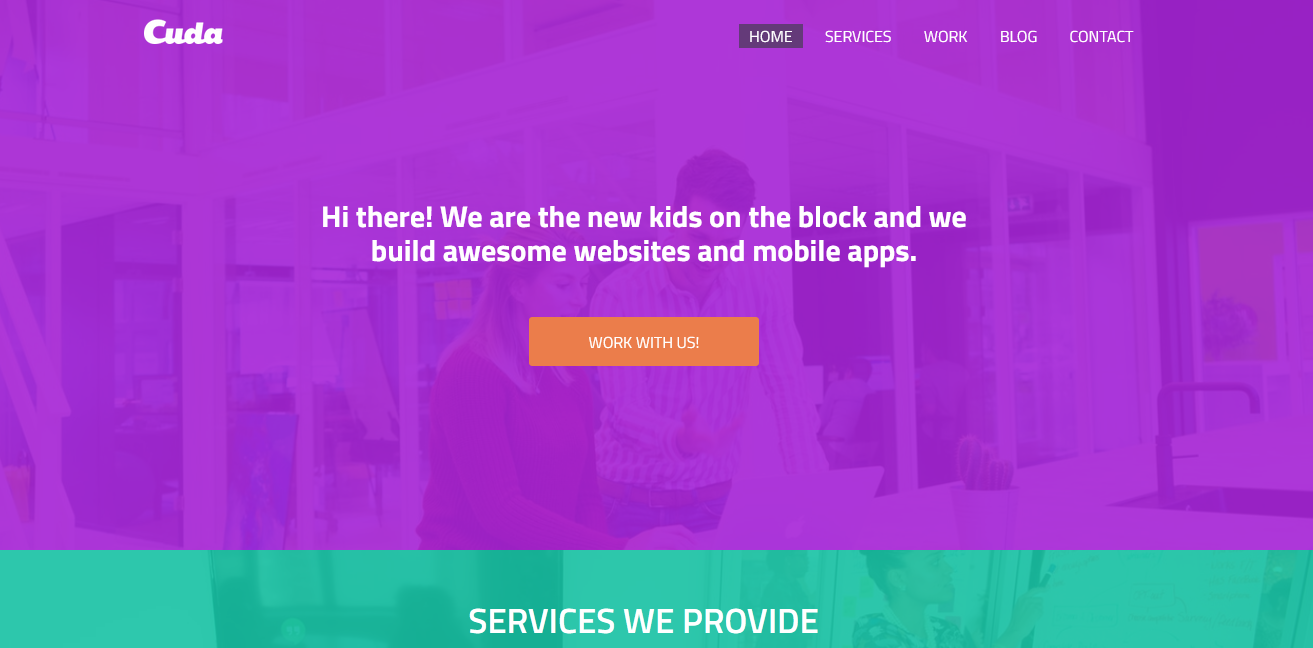 Cuda
HOME SERVICES WORK BLOG CONTACT
Hi there! We are the new kids on the block and we
build awesome websites and mobile apps.
WORK WITH US!
SERVICES WE PROVIDE